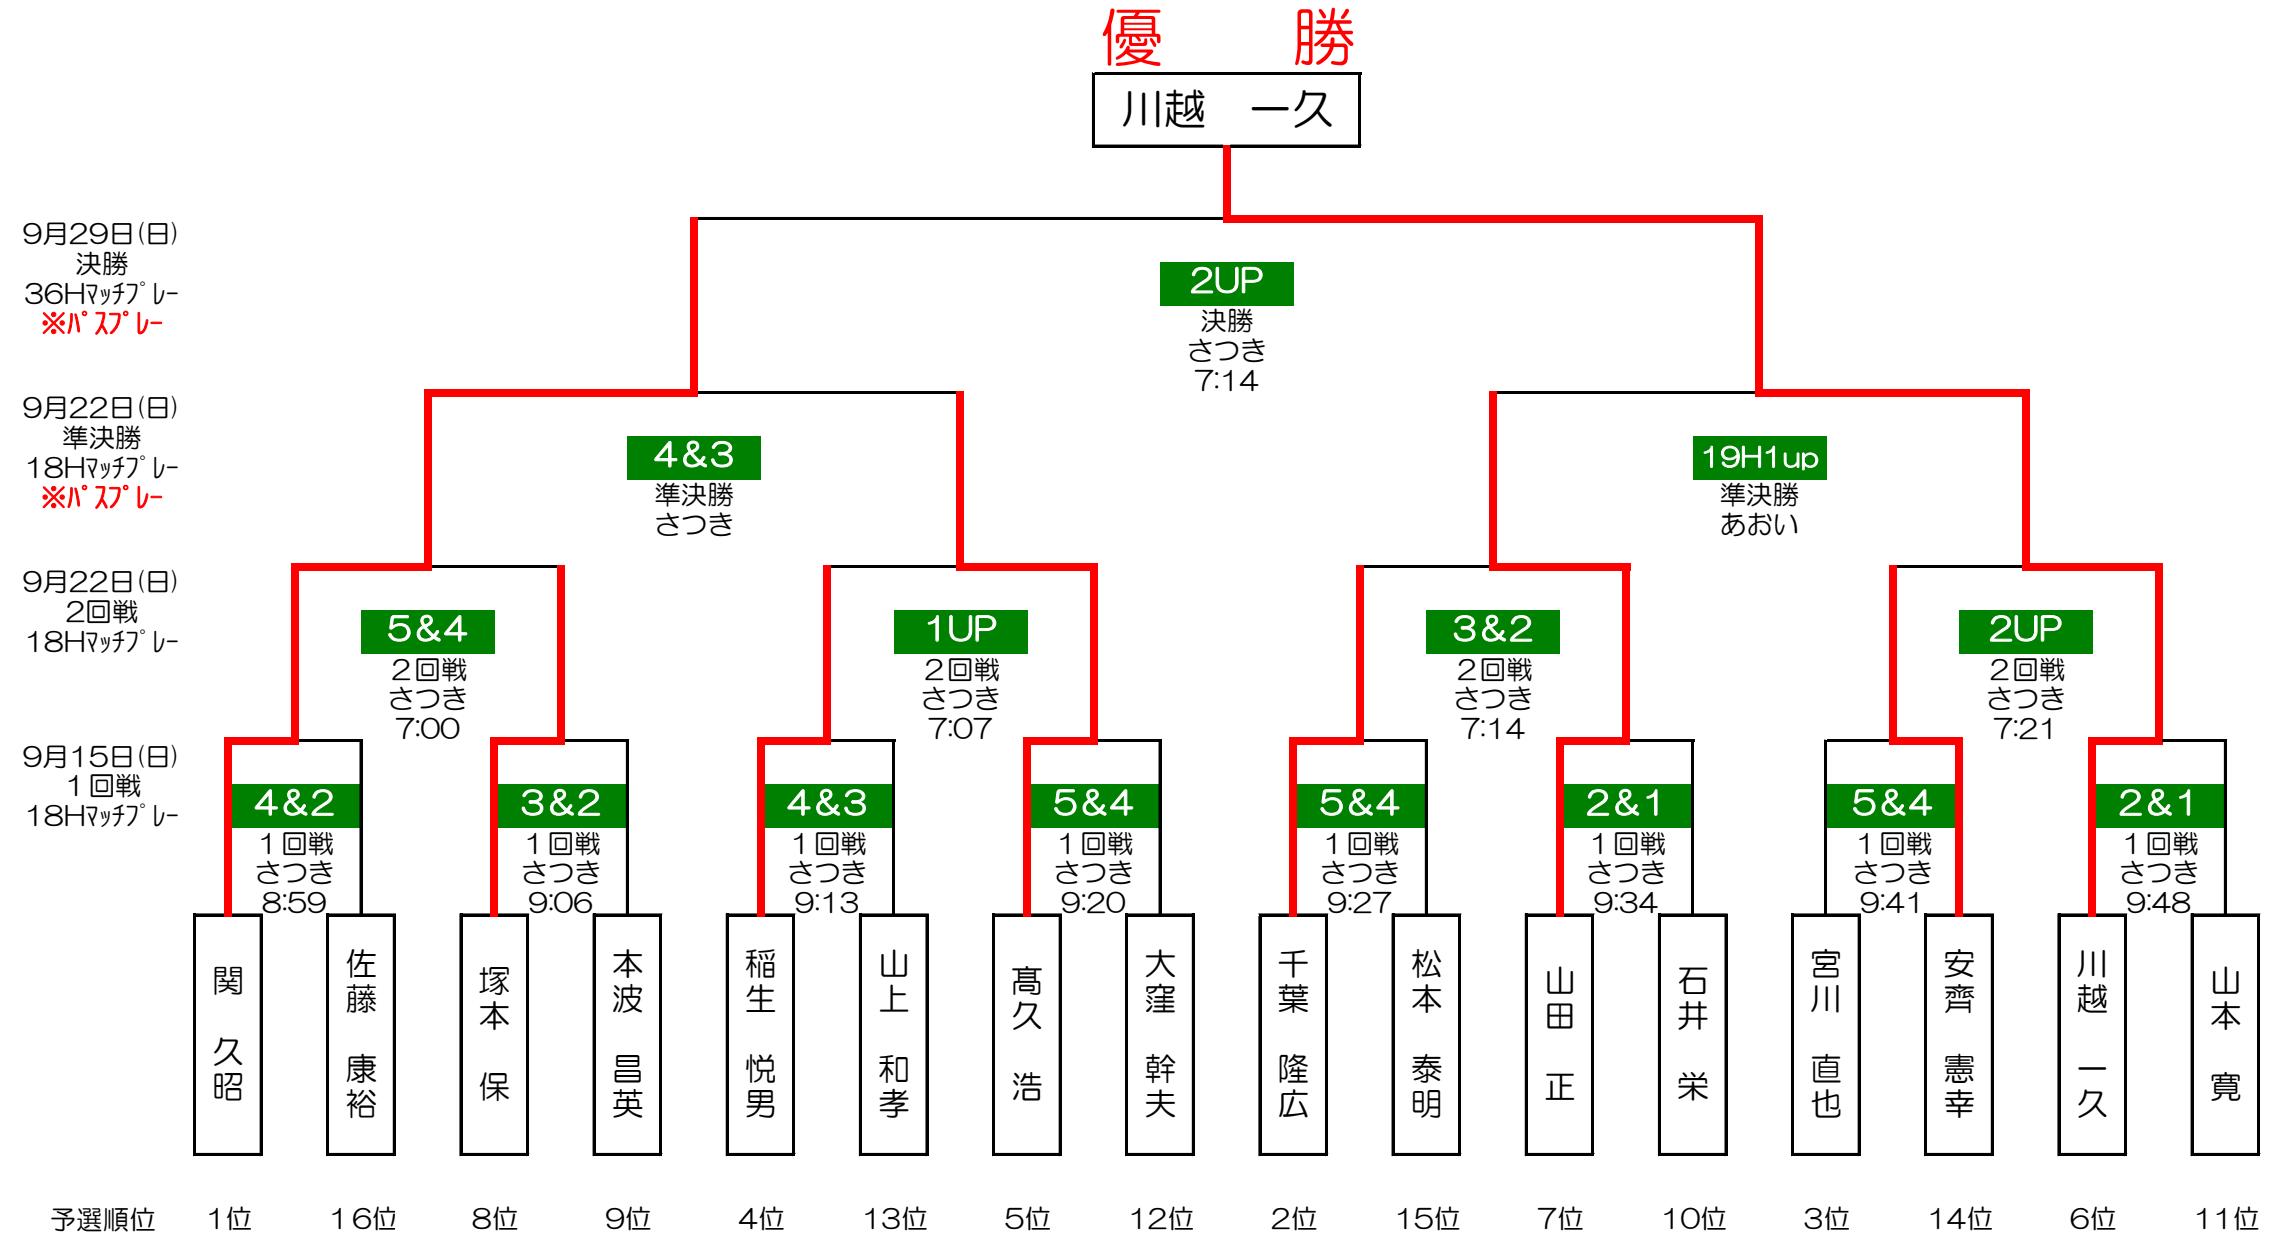 優　勝
川越　一久
9月29日(日)
決勝
36Hﾏｯﾁﾌﾟﾚｰ
※ﾊﾟｽﾌﾟﾚｰ
2UP
決勝
さつき
7:14
9月22日(日)
準決勝
18Hﾏｯﾁﾌﾟﾚｰ
※ﾊﾟｽﾌﾟﾚｰ
4&3
準決勝
さつき
19H1up
準決勝
あおい
9月22日(日)
2回戦
18Hﾏｯﾁﾌﾟﾚｰ
5&4
2回戦
さつき
7:00
1UP
2回戦
さつき
7:07
3&2
2回戦
さつき
7:14
2UP
2回戦
さつき
7:21
9月15日(日)
1回戦
18Hﾏｯﾁﾌﾟﾚｰ
4&2
1回戦
さつき
8:59
3&2
1回戦
さつき
9:06
4&3
1回戦
さつき
9:13
5&4
1回戦
さつき
9:20
5&4
1回戦
さつき
9:27
2&1
1回戦
さつき
9:34
5&4
1回戦
さつき
9:41
2&1
1回戦
さつき
9:48
関　久昭
佐藤　康裕
塚本　保
本波　昌英
稲生　悦男
山上　和孝
髙久　浩
大窪　幹夫
千葉　隆広
松本　泰明
山田　正
石井　栄
宮川　直也
安齊　憲幸
川越　一久
山本　寛
予選順位 1位 16位 8位 9位 4位 13位 5位 12位 2位 15位 7位 10位 3位 14位 6位 11位